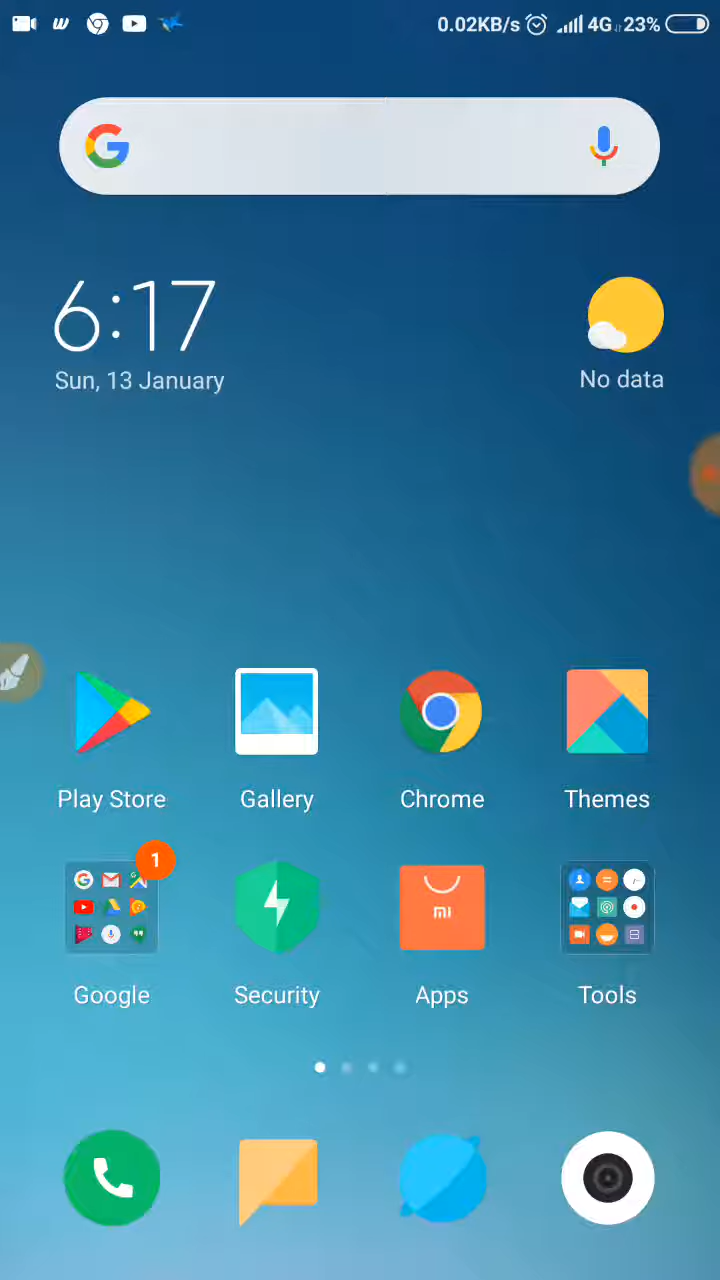 0.02KB/s 4G 23%
6:17
Sun, 13 January
No data
Play Store Gallery Chrome Themes
1
mi
Google Security Apps Tools